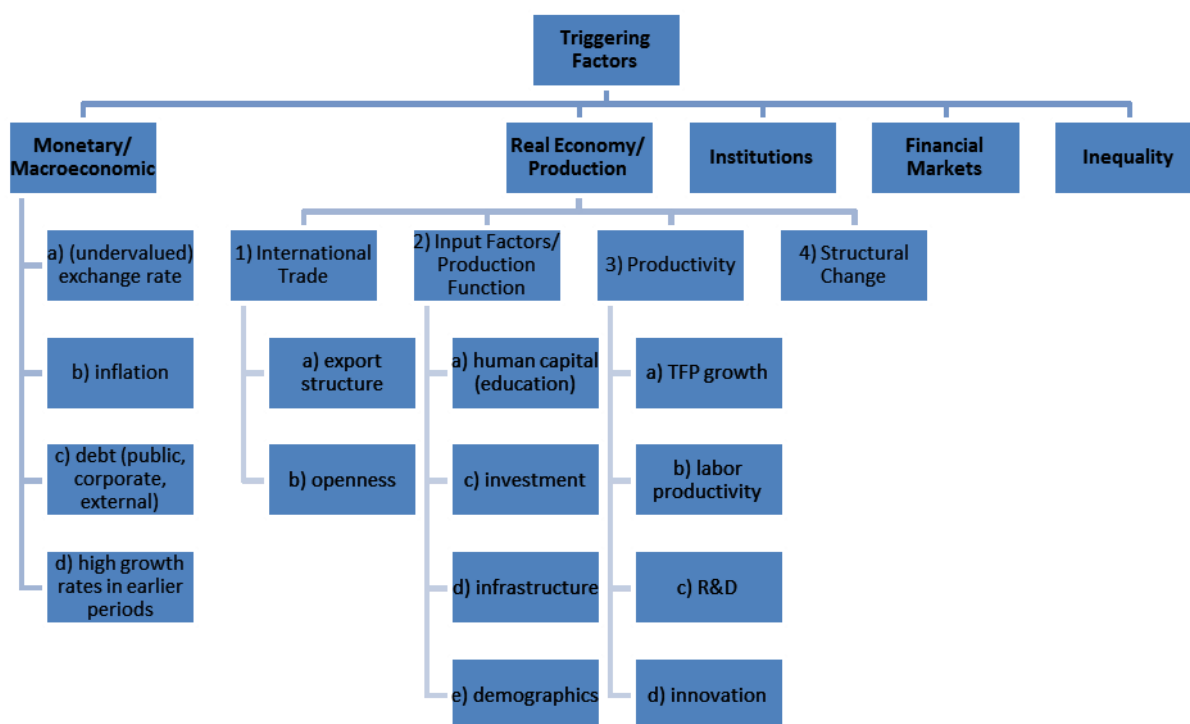 Triggering
Factors
Monetary/
Macroeconomic
Real Economy/
Production
Institutions
Financial
Markets
Inequality
a) (undervalued)
exchange rate
1) International
Trade
2) Input Factors/
Production
Function
3) Productivity
4) Structural
Change
b) inflation
a) export
structure
a) human capital
(education)
a) TFP growth
c) debt (public,
corporate,
external)
b) openness
c) investment
b) labor
productivity
d) high growth
rates in earlier
periods
d) infrastructure
c) R&D
e) demographics
d) innovation